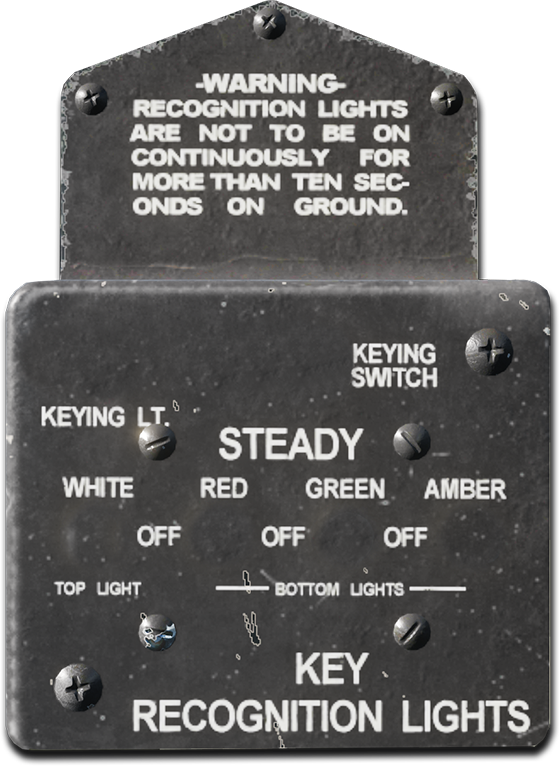 -WARNING-
RECOGNITION LIGHTS
ARE NOT TO BE ON
CONTINUOUSLY FOR
MORE THAN TEN SEC-
ONDS ON GROUND.
KEYING
SWITCH
KEYING LT.
STEADY
WHITE RED GREEN AMBER
OFF OFF OFF
TOP LIGHT BOTTOM LIGHTS
KEY
RECOGNITION LIGHTS